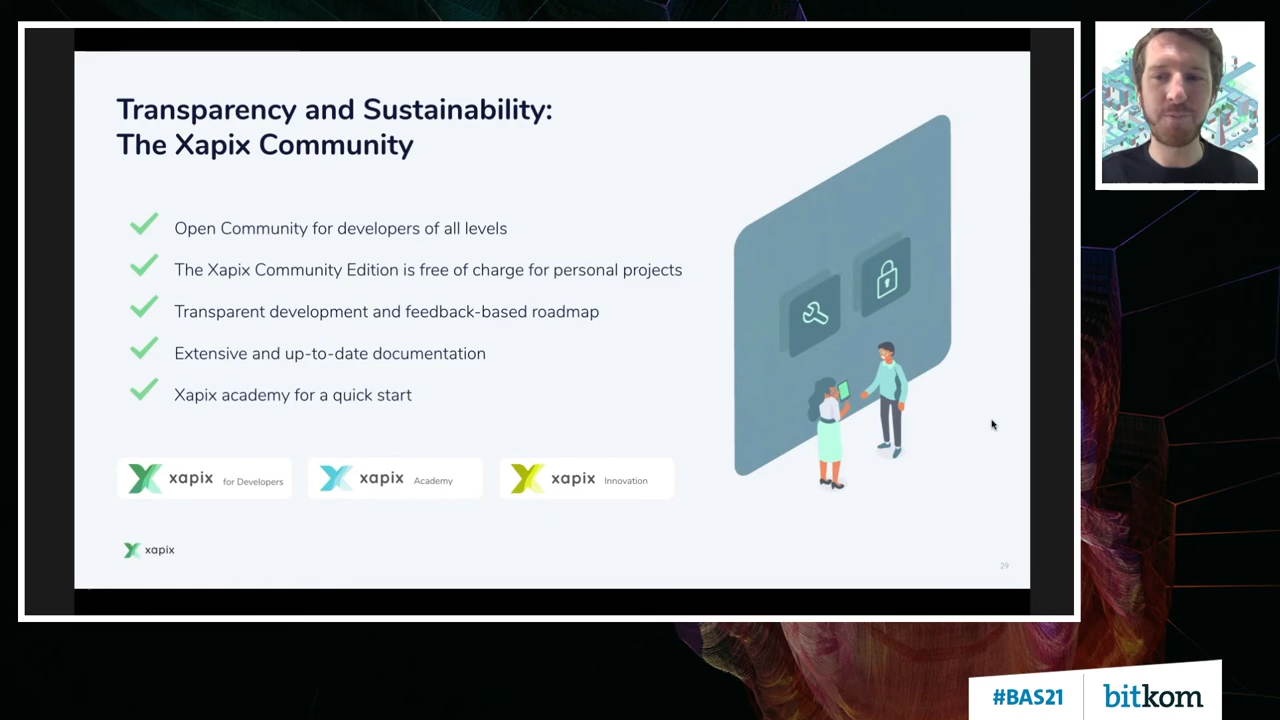 Transparency and Sustainability:
The Xapix Community
Open Community for developers of all levels
The Xapix Community Edition is free of charge for personal projects
Transparent development and feedback-based roadmap
Extensive and up-to-date documentation
Xapix academy for a quick start
xapix for Developers
xapix Academy
xapix Innovation
xapix
29
#BAS21
bitkom